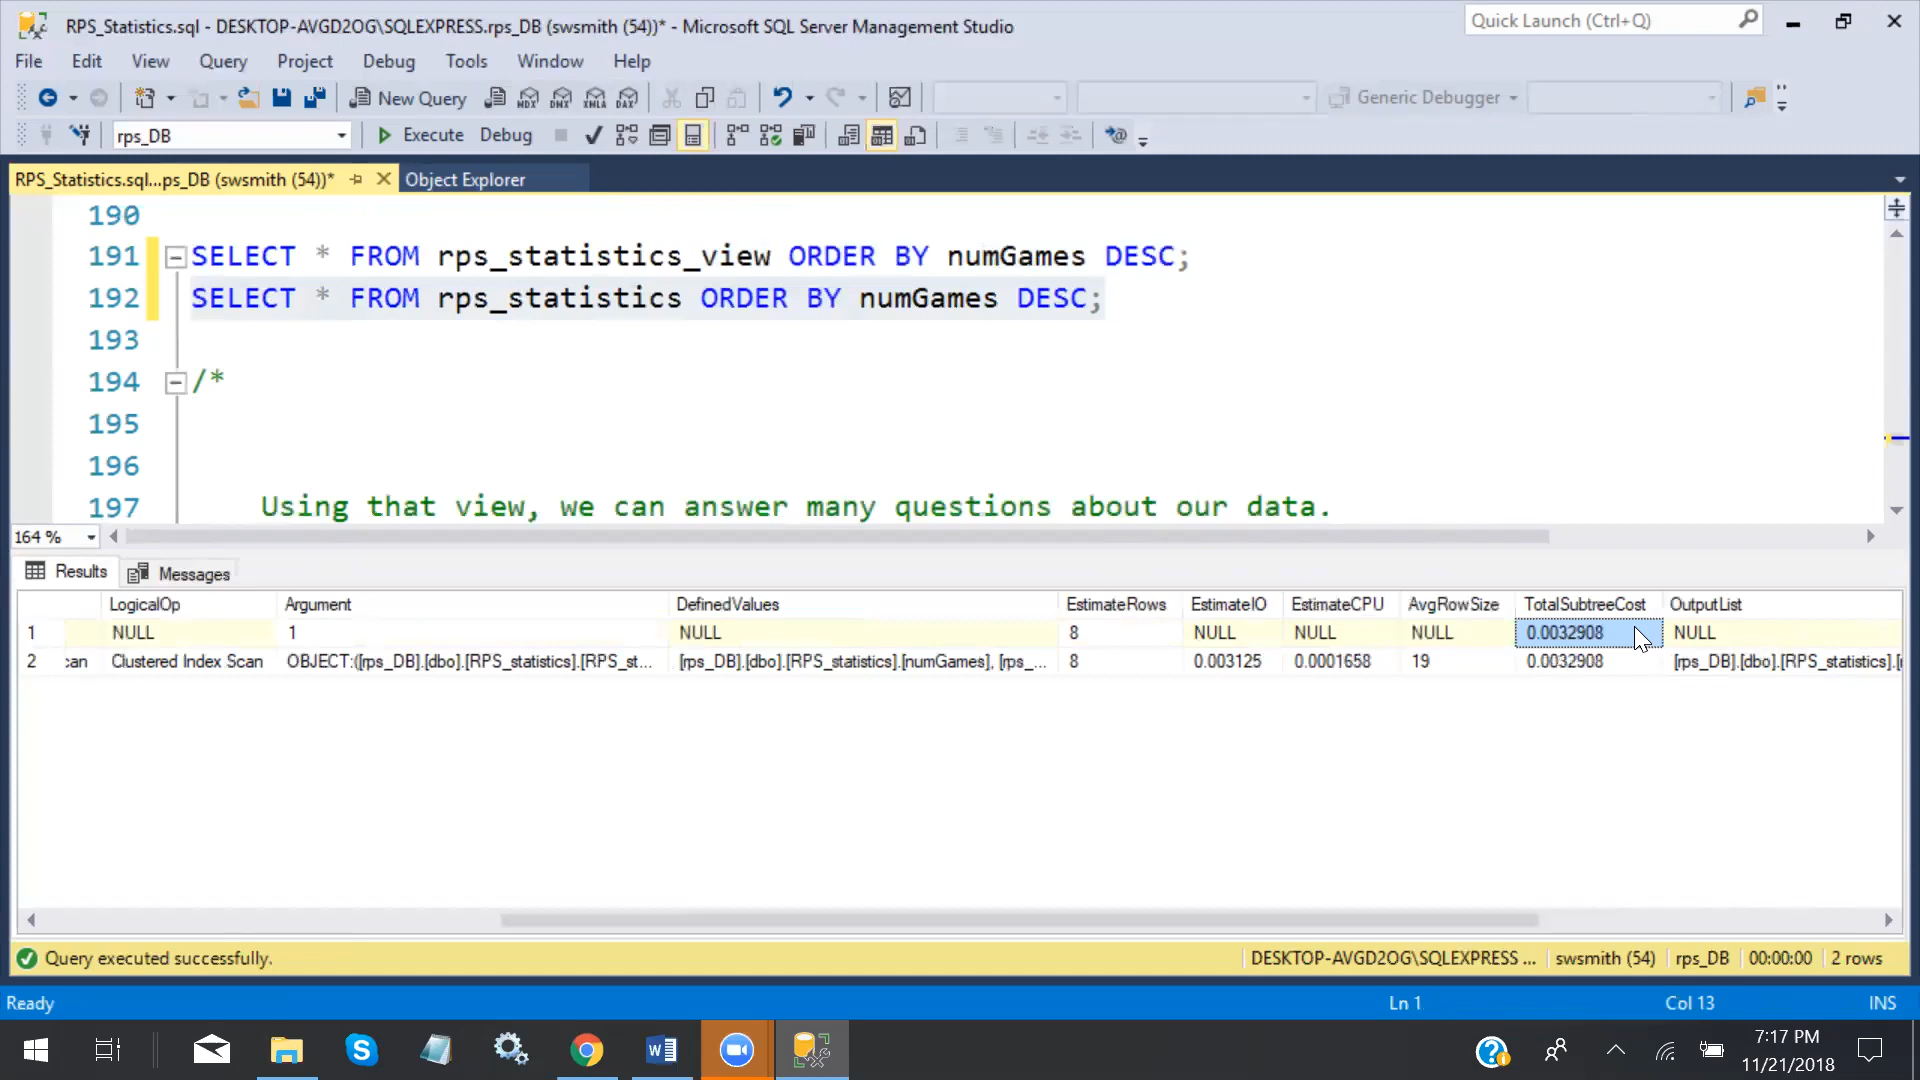 RPS_Statistics.sql - DESKTOP-AVGD2OG\SQLEXPRESS.rps_DB (swsmith (54))* - Microsoft SQL Server Management Studio
Quick Launch (Ctrl+Q)
File Edit View Query Project Debug Tools Window Help
New Query MDX DMX XMLA DAX Generic Debugger
rps_DB Execute Debug
RPS_Statistics.sql...ps_DB (swsmith (54))* Object Explorer
190
191 SELECT * FROM rps_statistics_view ORDER BY numGames DESC;
192 SELECT * FROM rps_statistics ORDER BY numGames DESC;
193
194 /*
195
196
197 Using that view, we can answer many questions about our data.
164 %
Results Messages
LogicalOp Argument DefinedValues EstimateRows EstimateIO EstimateCPU AvgRowSize TotalSubtreeCost OutputList
1 NULL 1 NULL 8 NULL NULL NULL 0.0032908 NULL
2 can Clustered Index Scan OBJECT:([rps_DB].[dbo].[RPS_statistics].[RPS_st... [rps_DB].[dbo].[RPS_statistics].[numGames], [rps_... 8 0.003125 0.0001658 19 0.0032908 [rps_DB].[dbo].[RPS_statistics].[
Query executed successfully. DESKTOP-AVGD2OG\SQLEXPRESS ... swsmith (54) rps_DB 00:00:00 2 rows
Ready Ln 1 Col 13 INS
7:17 PM
11/21/2018